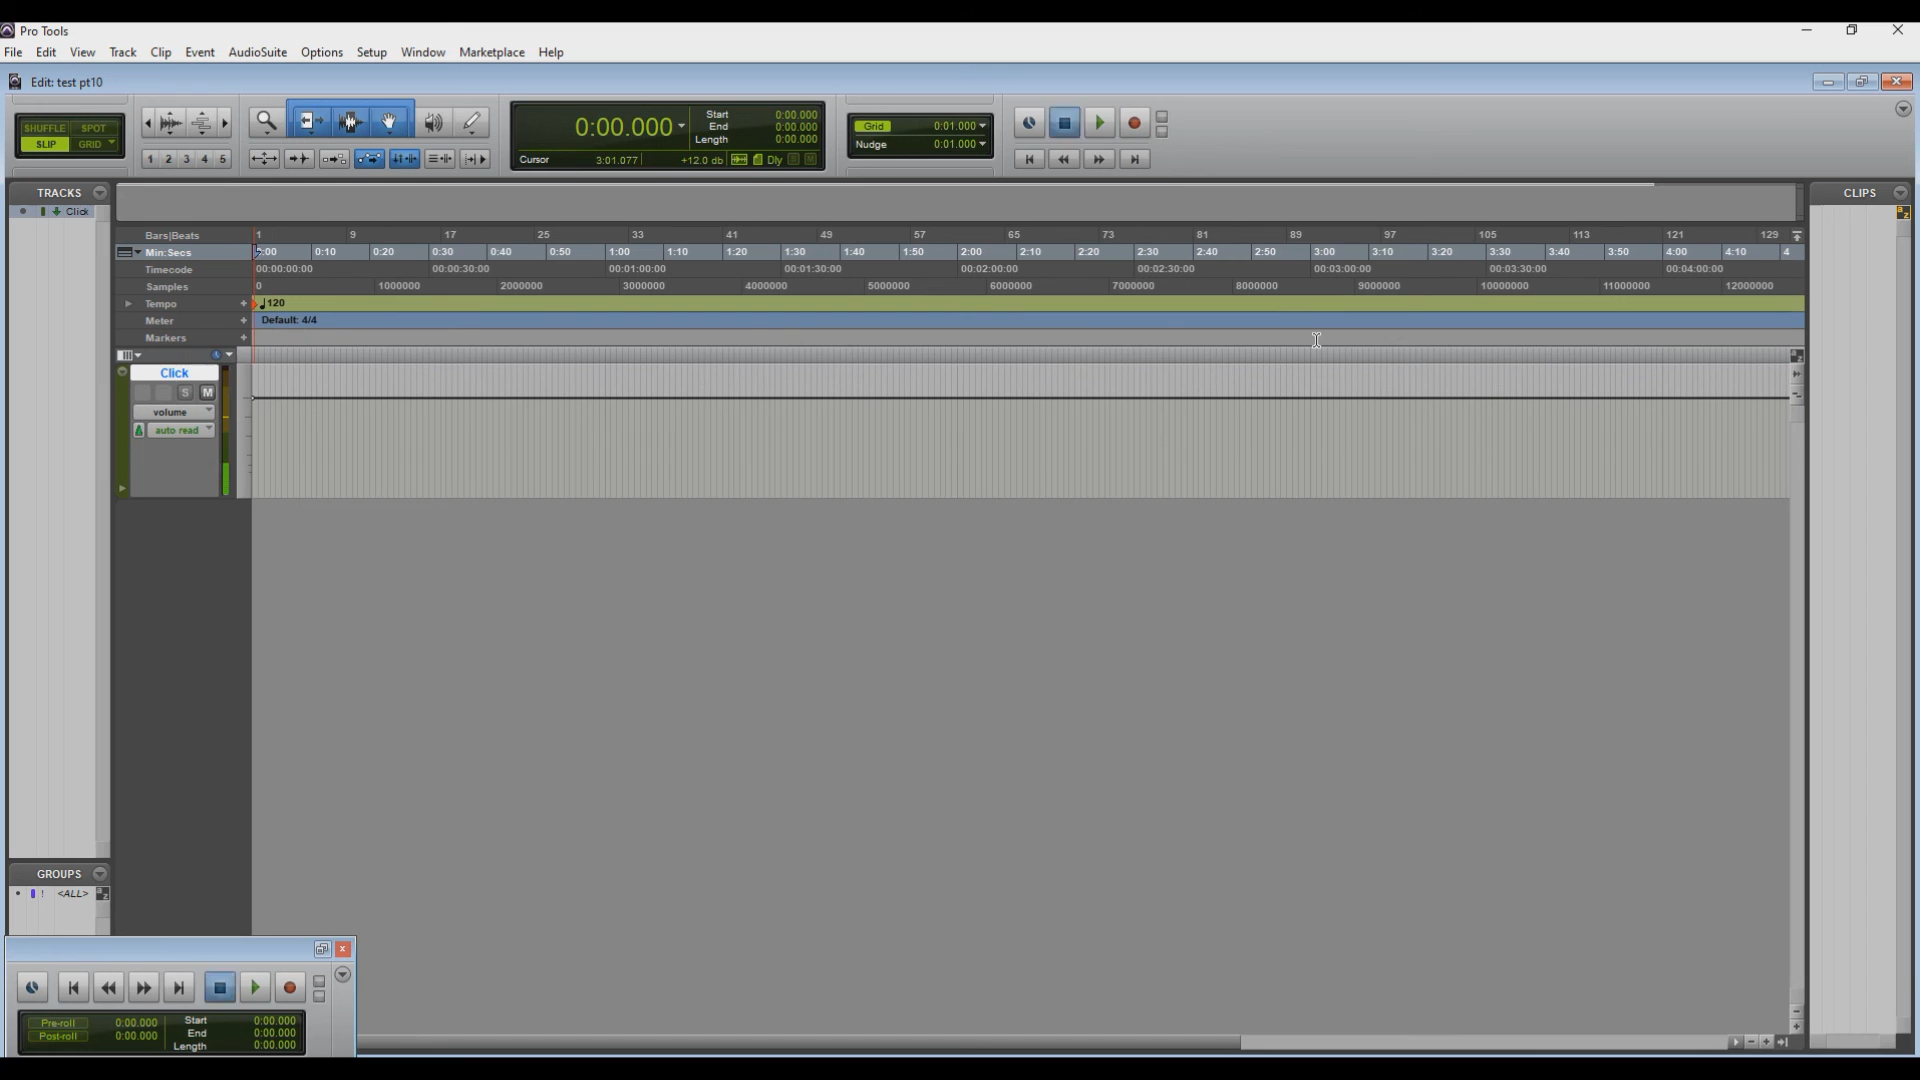 Pro Tools
File Edit View Track Clip Event AudioSuite Options Setup Window Marketplace Help
Edit: test pt10
SHUFFLE SPOT
SLIP GRID
1 2 3 4 5
0:00.000
Start 0:00.000
End 0:00.000
Length 0:00.000
Cursor 3:01.077 +12.0 db Dly
Grid 0:01.000
Nudge 0:01.000
TRACKS
Click
CLIPS
Bars|Beats 1 9 17 25 33 41 49 57 65 73 81 89 97 105 113 121 129
Min:Secs 0:00 0:10 0:20 0:30 0:40 0:50 1:00 1:10 1:20 1:30 1:40 1:50 2:00 2:10 2:20 2:30 2:40 2:50 3:00 3:10 3:20 3:30 3:40 3:50 4:00 4:10 4
Timecode 00:00:00:00 00:00:30:00 00:01:00:00 00:01:30:00 00:02:00:00 00:02:30:00 00:03:00:00 00:03:30:00 00:04:00:00
Samples 0 1000000 2000000 3000000 4000000 5000000 6000000 7000000 8000000 9000000 10000000 11000000 12000000
Tempo + 120
Meter + Default: 4/4
Markers +
Click
S M
volume
auto read
GROUPS
! <ALL>
Pre-roll 0:00.000
Post-roll 0:00.000
Start 0:00.000
End 0:00.000
Length 0:00.000